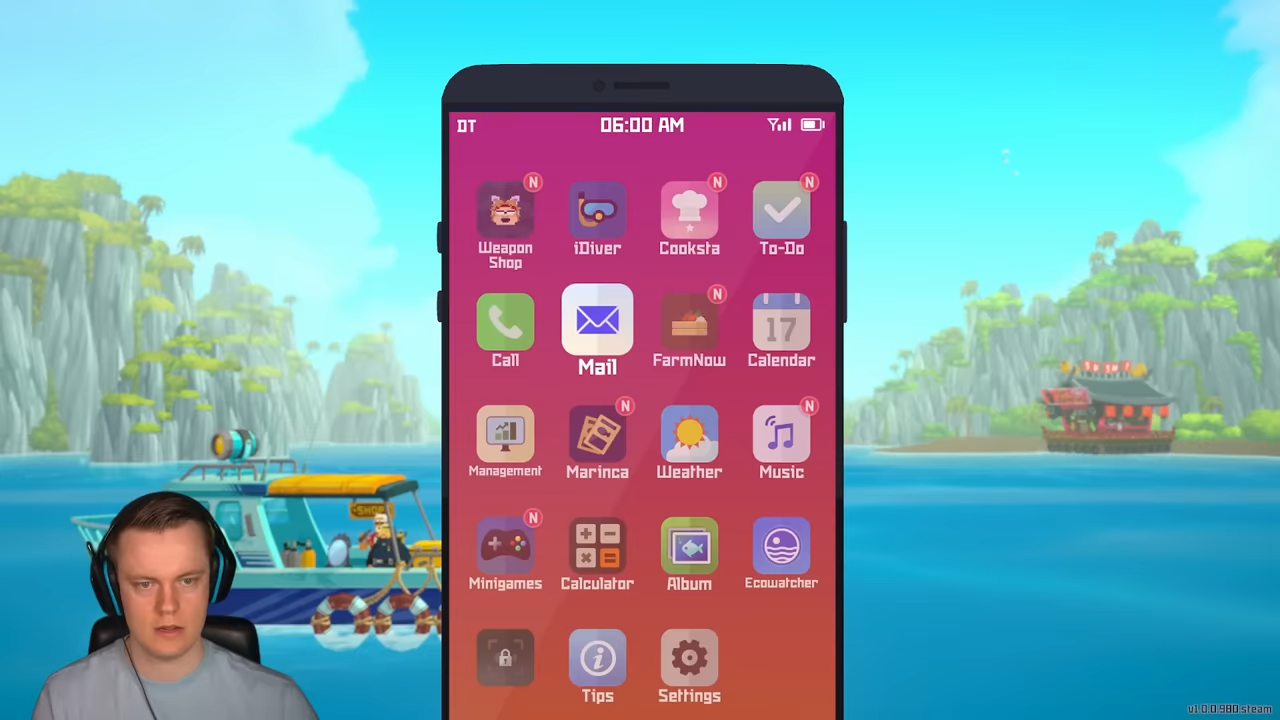 DT
06:00 AM
N
N
N
Weapon
Shop
iDiver
Cooksta
To-Do
N
17
Call
Mail
FarmNow
Calendar
N
N
Management
Marinca
Weather
Music
N
Minigames
Calculator
Album
Ecowatcher
Tips
Settings
SHOP
v1.0.0.980.steam